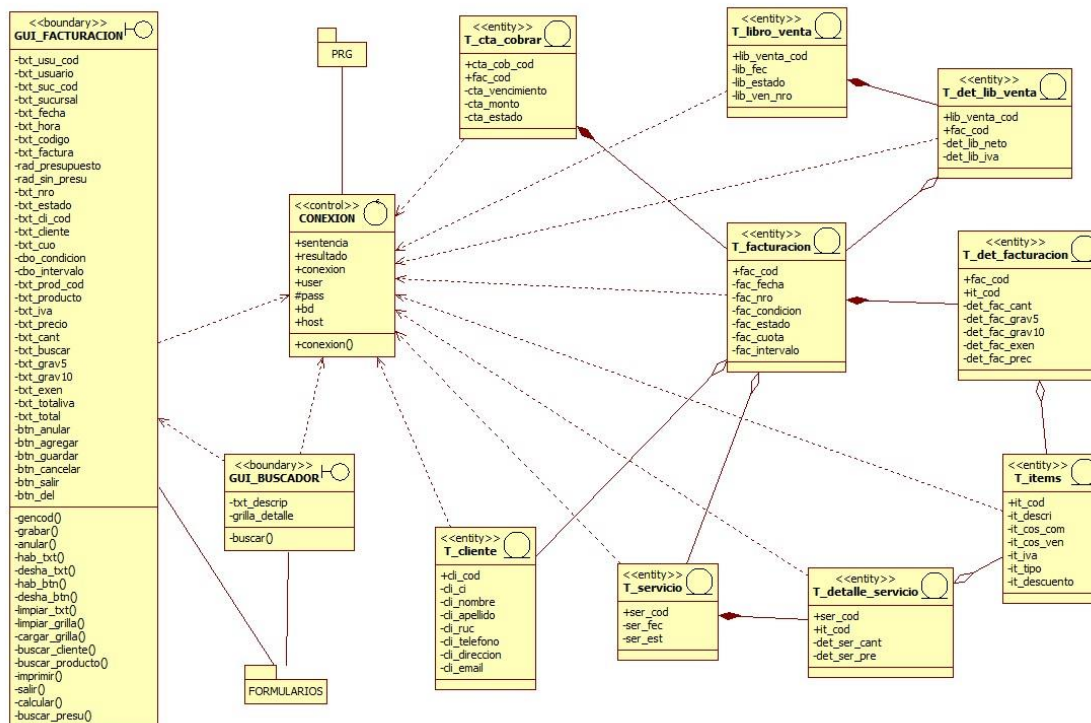 <<boundary>>
GUI_FACTURACION
-txt_usu_cod
-txt_usuario
-txt_suc_cod
-txt_sucursal
-txt_fecha
-txt_hora
-txt_codigo
-txt_factura
-rad_presupuesto
-rad_sin_presu
-txt_nro
-txt_estado
-txt_cli_cod
-txt_cliente
-txt_cuo
-cbo_condicion
-cbo_intervalo
-txt_prod_cod
-txt_producto
-txt_iva
-txt_precio
-txt_cant
-txt_buscar
-txt_grav5
-txt_grav10
-txt_exen
-txt_totaliva
-txt_total
-btn_anular
-btn_agregar
-btn_guardar
-btn_cancelar
-btn_salir
-btn_del
-gencod()
-grabar()
-anular()
-hab_txt()
-desha_txt()
-hab_btn()
-desha_btn()
-limpiar_txt()
-limpiar_grilla()
-cargar_grilla()
-buscar_cliente()
-buscar_producto()
-imprimir()
-salir()
-calcular()
-buscar_presu()
PRG
<<control>>
CONEXION
+sentencia
+resultado
+conexion
+user
#pass
+bd
+host
+conexion()
<<boundary>>
GUI_BUSCADOR
-txt_descrip
-grilla_detalle
-buscar()
FORMULARIOS
<<entity>>
T_cta_cobrar
+cta_cob_cod
+fac_cod
-cta_vencimiento
-cta_monto
-cta_estado
<<entity>>
T_libro_venta
+lib_venta_cod
-lib_fec
-lib_estado
-lib_ven_nro
<<entity>>
T_det_lib_venta
+lib_venta_cod
+fac_cod
-det_lib_neto
-det_lib_iva
<<entity>>
T_facturacion
+fac_cod
-fac_fecha
-fac_nro
-fac_condicion
-fac_estado
-fac_cuota
-fac_intervalo
<<entity>>
T_det_facturacion
+fac_cod
+it_cod
-det_fac_cant
-det_fac_grav5
-det_fac_grav10
-det_fac_exen
-det_fac_prec
<<entity>>
T_items
+it_cod
-it_descri
-it_cos_com
-it_cos_ven
-it_iva
-it_tipo
-it_descuento
<<entity>>
T_cliente
+cli_cod
-cli_ci
-cli_nombre
-cli_apellido
-cli_ruc
-cli_telefono
-cli_direccion
-cli_email
<<entity>>
T_servicio
+ser_cod
-ser_fec
-ser_est
<<entity>>
T_detalle_servicio
+ser_cod
+it_cod
-det_ser_cant
-det_ser_pre